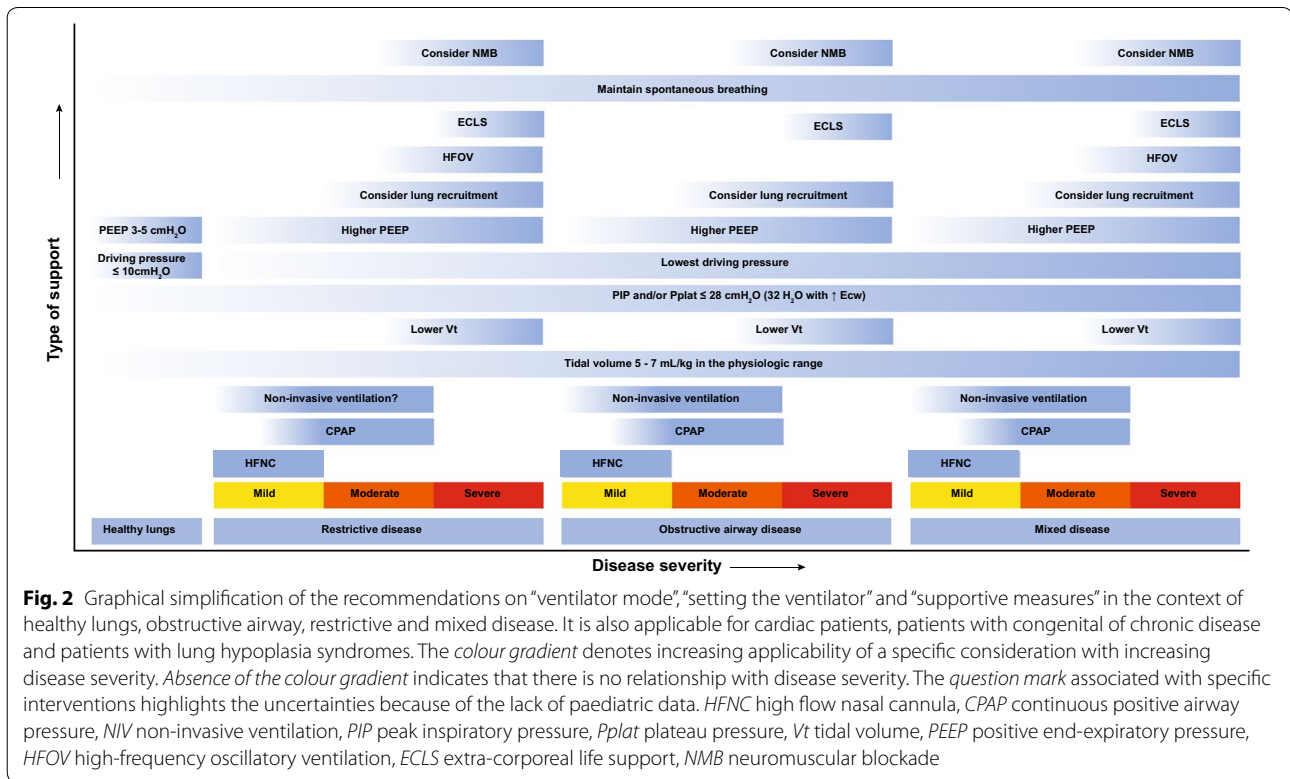 Consider NMB Consider NMB Consider NMB
Maintain spontaneous breathing
ECLS ECLS ECLS
HFOV HFOV
Consider lung recruitment Consider lung recruitment Consider lung recruitment
PEEP 3-5 cmH₂O Higher PEEP Higher PEEP Higher PEEP
Driving pressure
≤ 10cmH₂O
Lowest driving pressure
PIP and/or Pplat ≤ 28 cmH₂O (32 H₂O with ↑ Ecw)
Lower Vt Lower Vt Lower Vt
Tidal volume 5 - 7 mL/kg in the physiologic range
Non-invasive ventilation? Non-invasive ventilation Non-invasive ventilation
CPAP CPAP CPAP
HFNC HFNC HFNC
Mild Moderate Severe Mild Moderate Severe Mild Moderate Severe
Healthy lungs Restrictive disease Obstructive airway disease Mixed disease
Type of support
Disease severity
Fig. 2 Graphical simplification of the recommendations on “ventilator mode”, “setting the ventilator” and “supportive measures” in the context of
healthy lungs, obstructive airway, restrictive and mixed disease. It is also applicable for cardiac patients, patients with congenital of chronic disease
and patients with lung hypoplasia syndromes. The colour gradient denotes increasing applicability of a specific consideration with increasing
disease severity. Absence of the colour gradient indicates that there is no relationship with disease severity. The question mark associated with specific
interventions highlights the uncertainties because of the lack of paediatric data. HFNC high flow nasal cannula, CPAP continuous positive airway
pressure, NIV non-invasive ventilation, PIP peak inspiratory pressure, Pplat plateau pressure, Vt tidal volume, PEEP positive end-expiratory pressure,
HFOV high-frequency oscillatory ventilation, ECLS extra-corporeal life support, NMB neuromuscular blockade